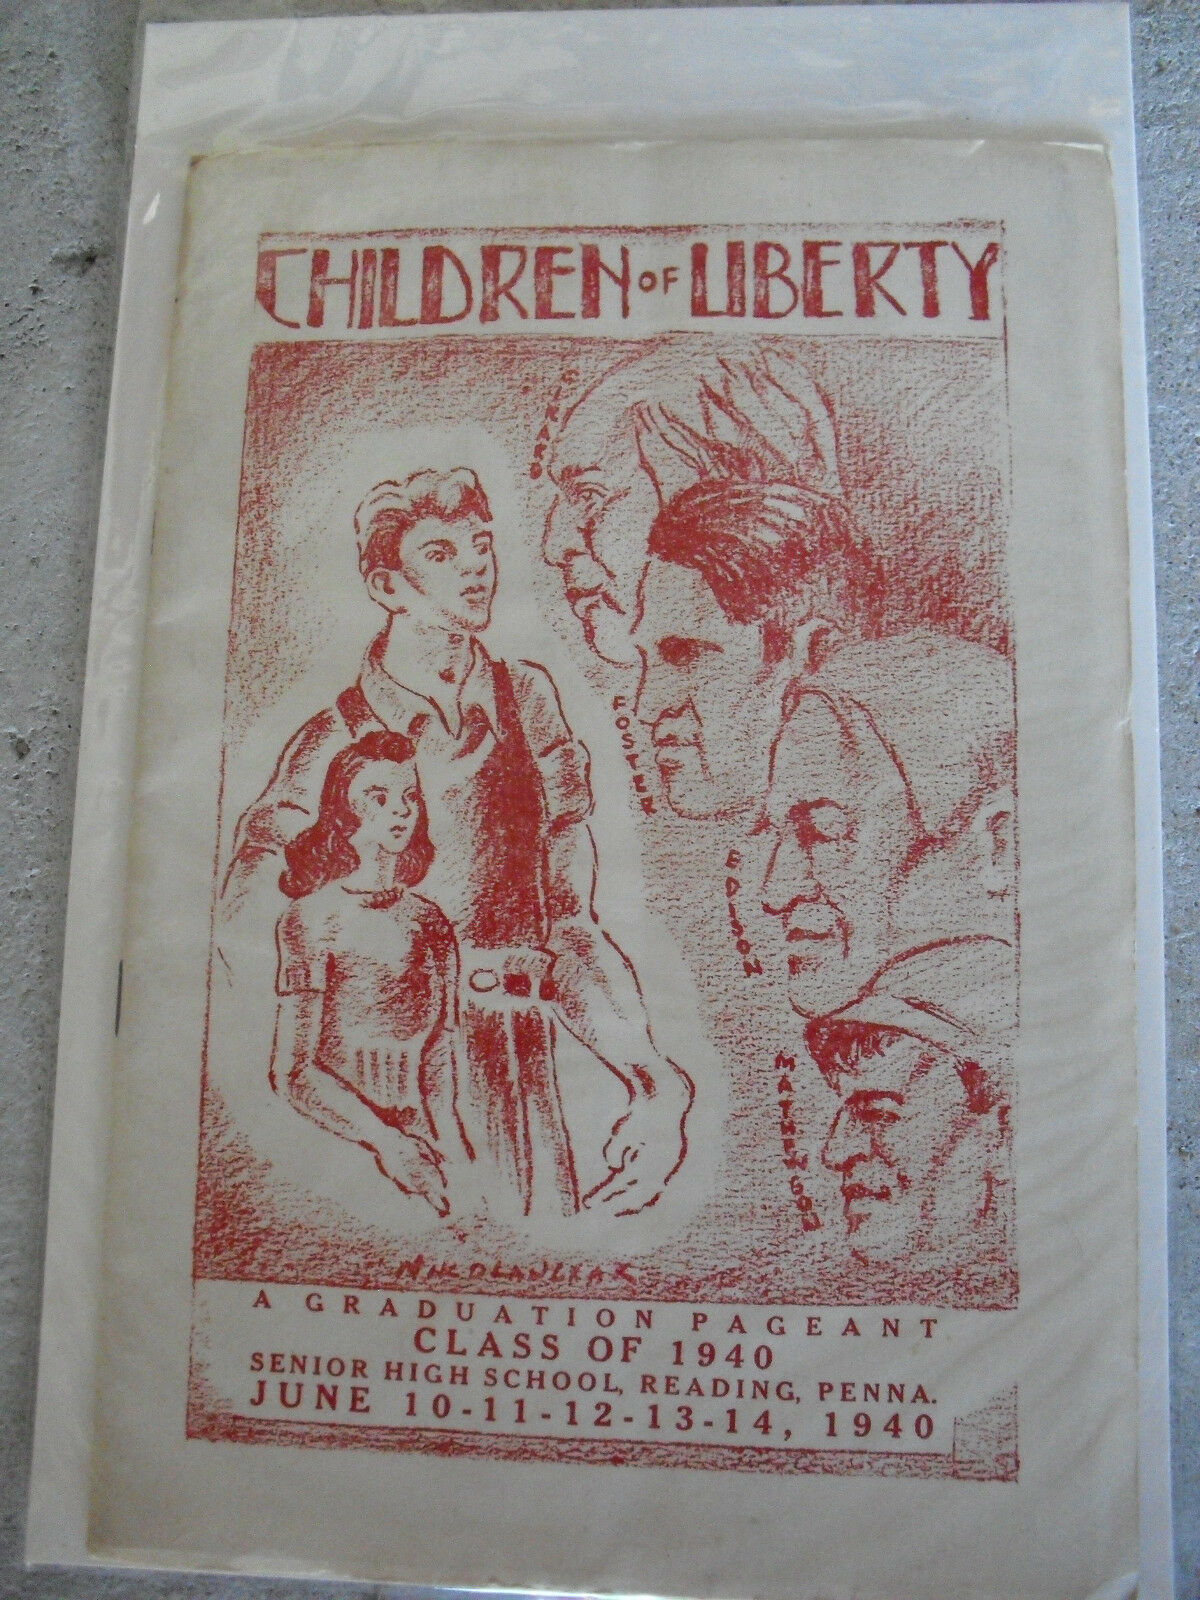 CHILDREN OF LIBERTY
GIRARD
FOSTER
EDISON
MATHEWSON
A GRADUATION PAGEANT
CLASS OF 1940
SENIOR HIGH SCHOOL, READING, PENNA.
JUNE 10-11-12-13-14, 1940